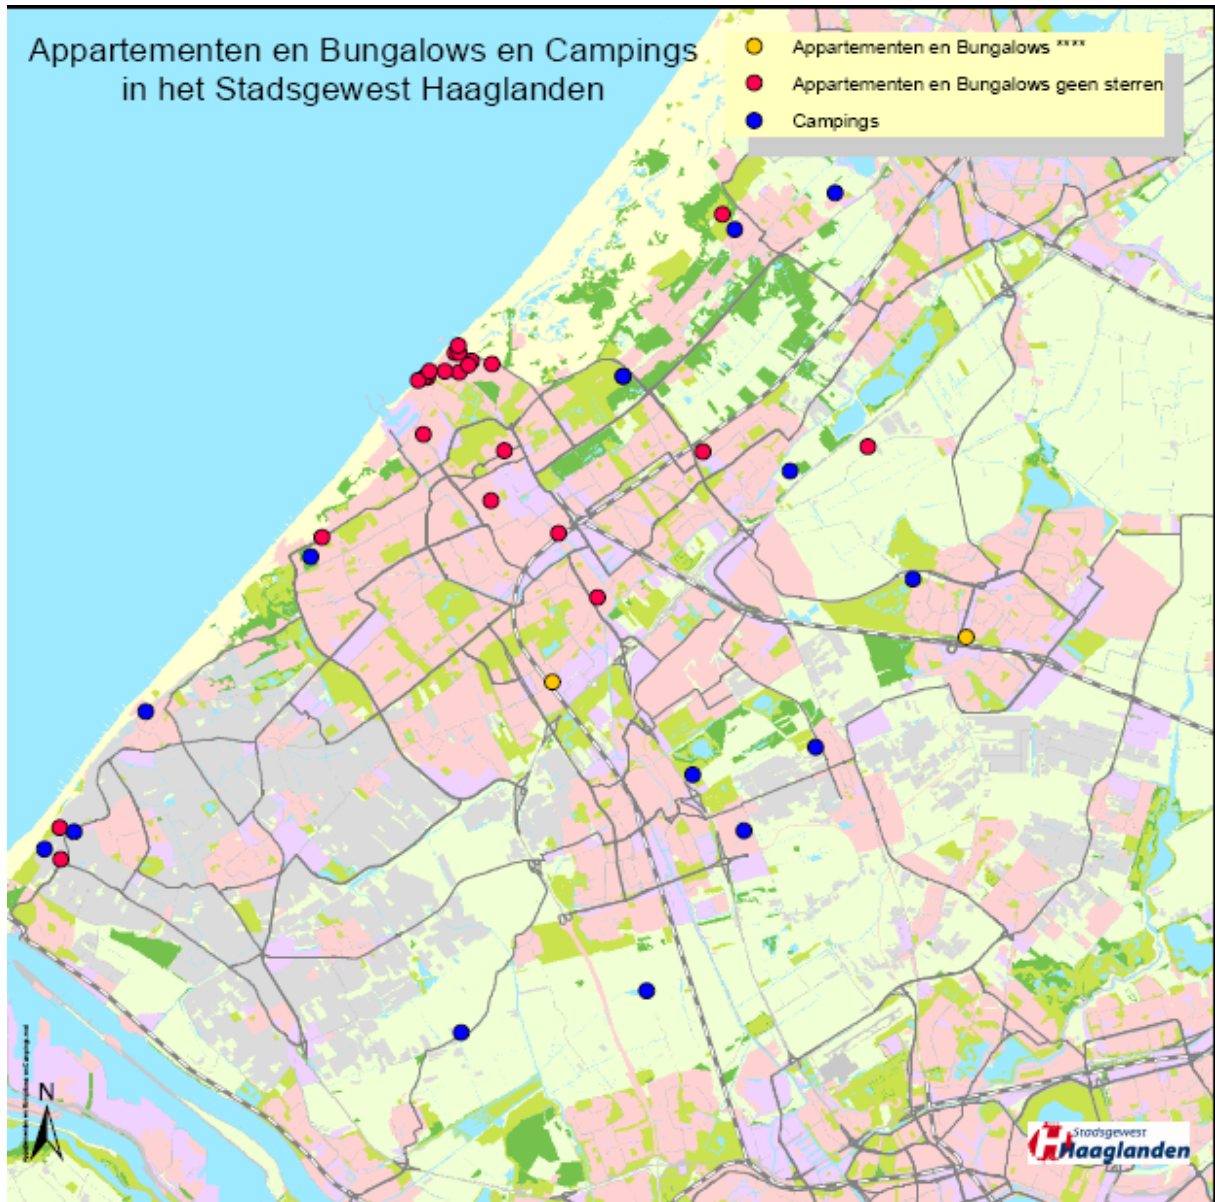 Appartementen en Bungalows en Campings
in het Stadsgewest Haaglanden
Appartementen en Bungalows ****
Appartementen en Bungalows geen sterren
Campings
N
Stadsgewest
Haaglanden